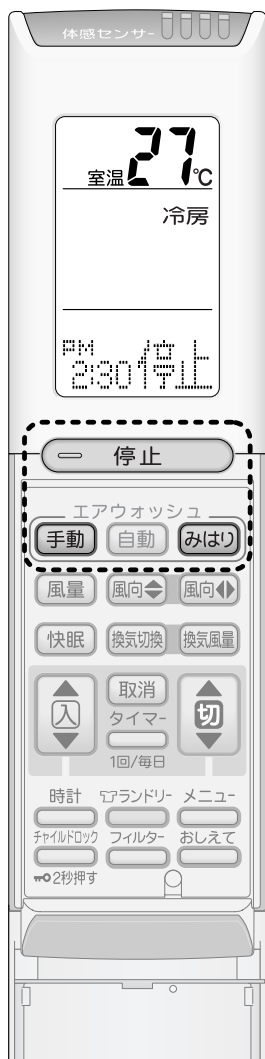 体感センサー
室温 27℃
冷房
PM 2:30 停止
停止
エアウォッシュ
手動 自動 みはり
風量 風向 風向
快眠 換気切換 換気風量
入 取消 切
タイマー
1回/毎日
時計 ランドリー メニュー
チャイルドロック フィルター おしえて
2秒押す